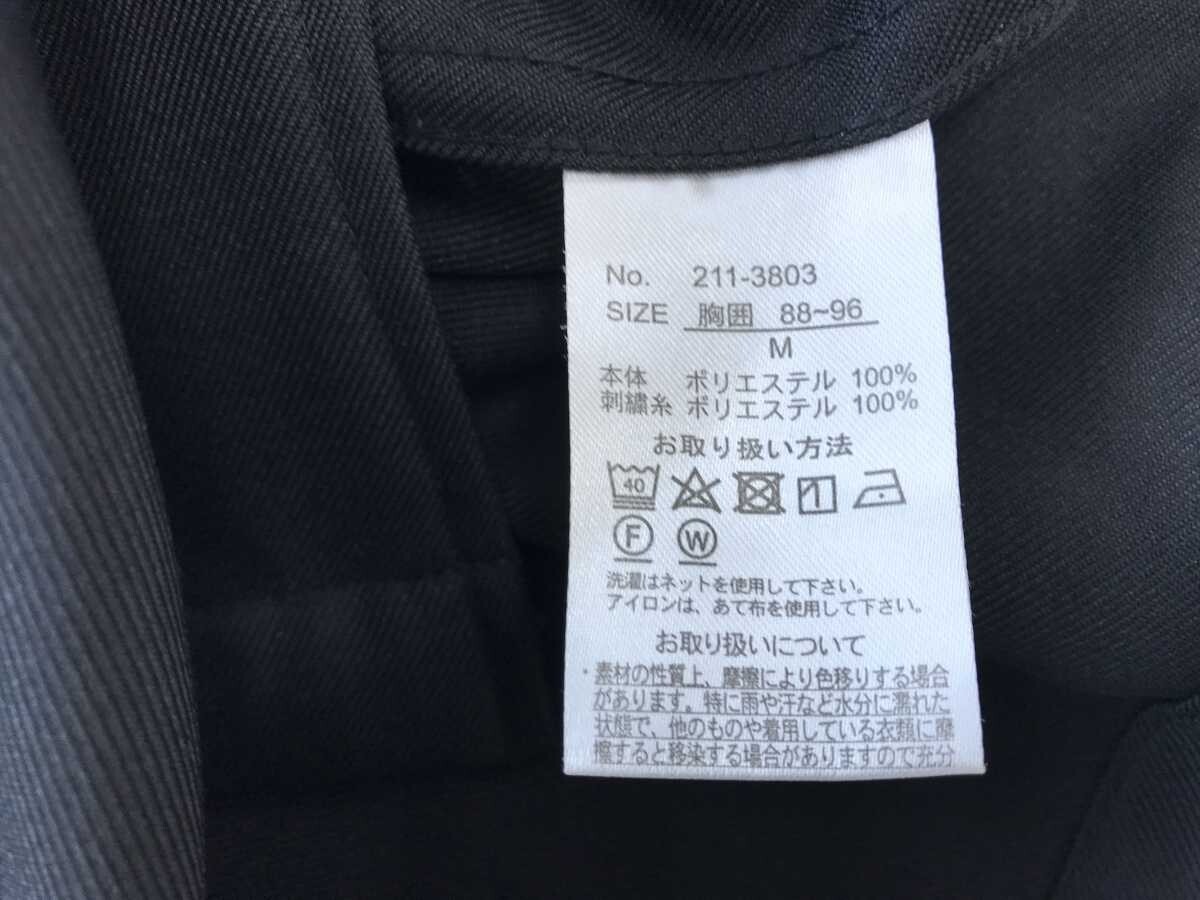 No. 211-3803
SIZE 胸囲 88~96
M
本体 ポリエステル 100%
刺繍糸 ポリエステル 100%
お取り扱い方法
40
F W
洗濯はネットを使用して下さい。
アイロンは、あて布を使用して下さい。
お取り扱いについて
・素材の性質上、摩擦により色移りする場合
があります。特に雨や汗など水分に濡れた
状態で、他のものや着用している衣類に摩
擦すると移染する場合がありますので充分